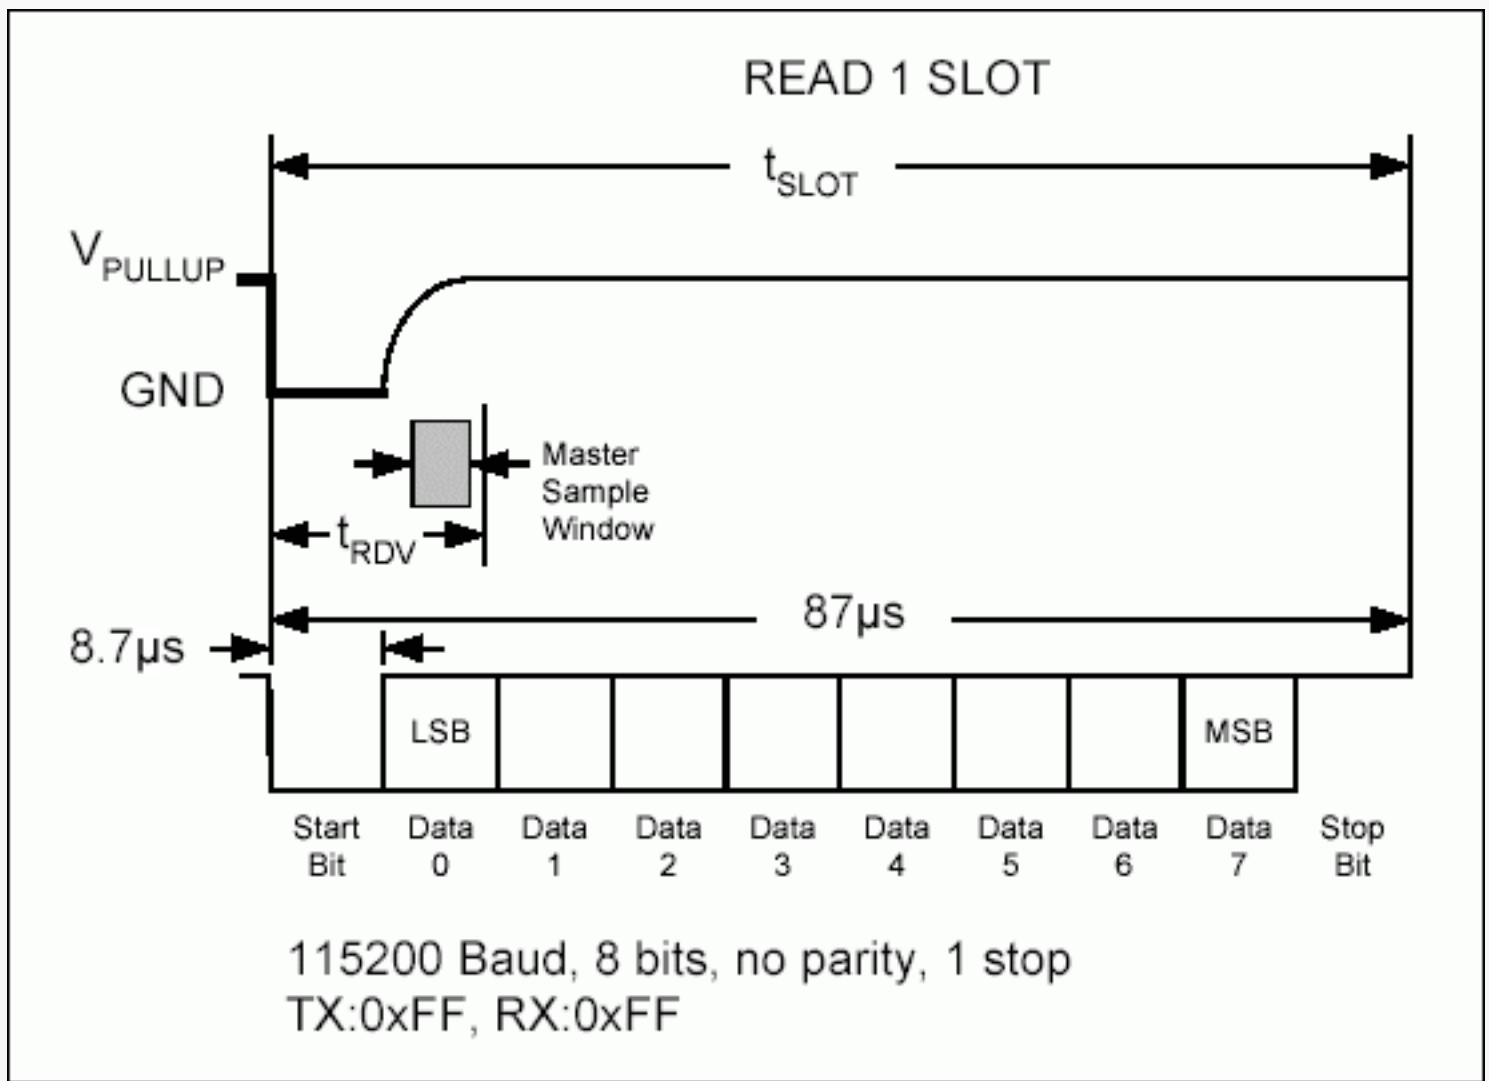 READ 1 SLOT
tSLOT
VPULLUP
GND
Master
Sample
Window
tRDV
87µs
8.7µs
LSB
MSB
Start Bit
Data 0
Data 1
Data 2
Data 3
Data 4
Data 5
Data 6
Data 7
Stop Bit
115200 Baud, 8 bits, no parity, 1 stop
TX:0xFF, RX:0xFF